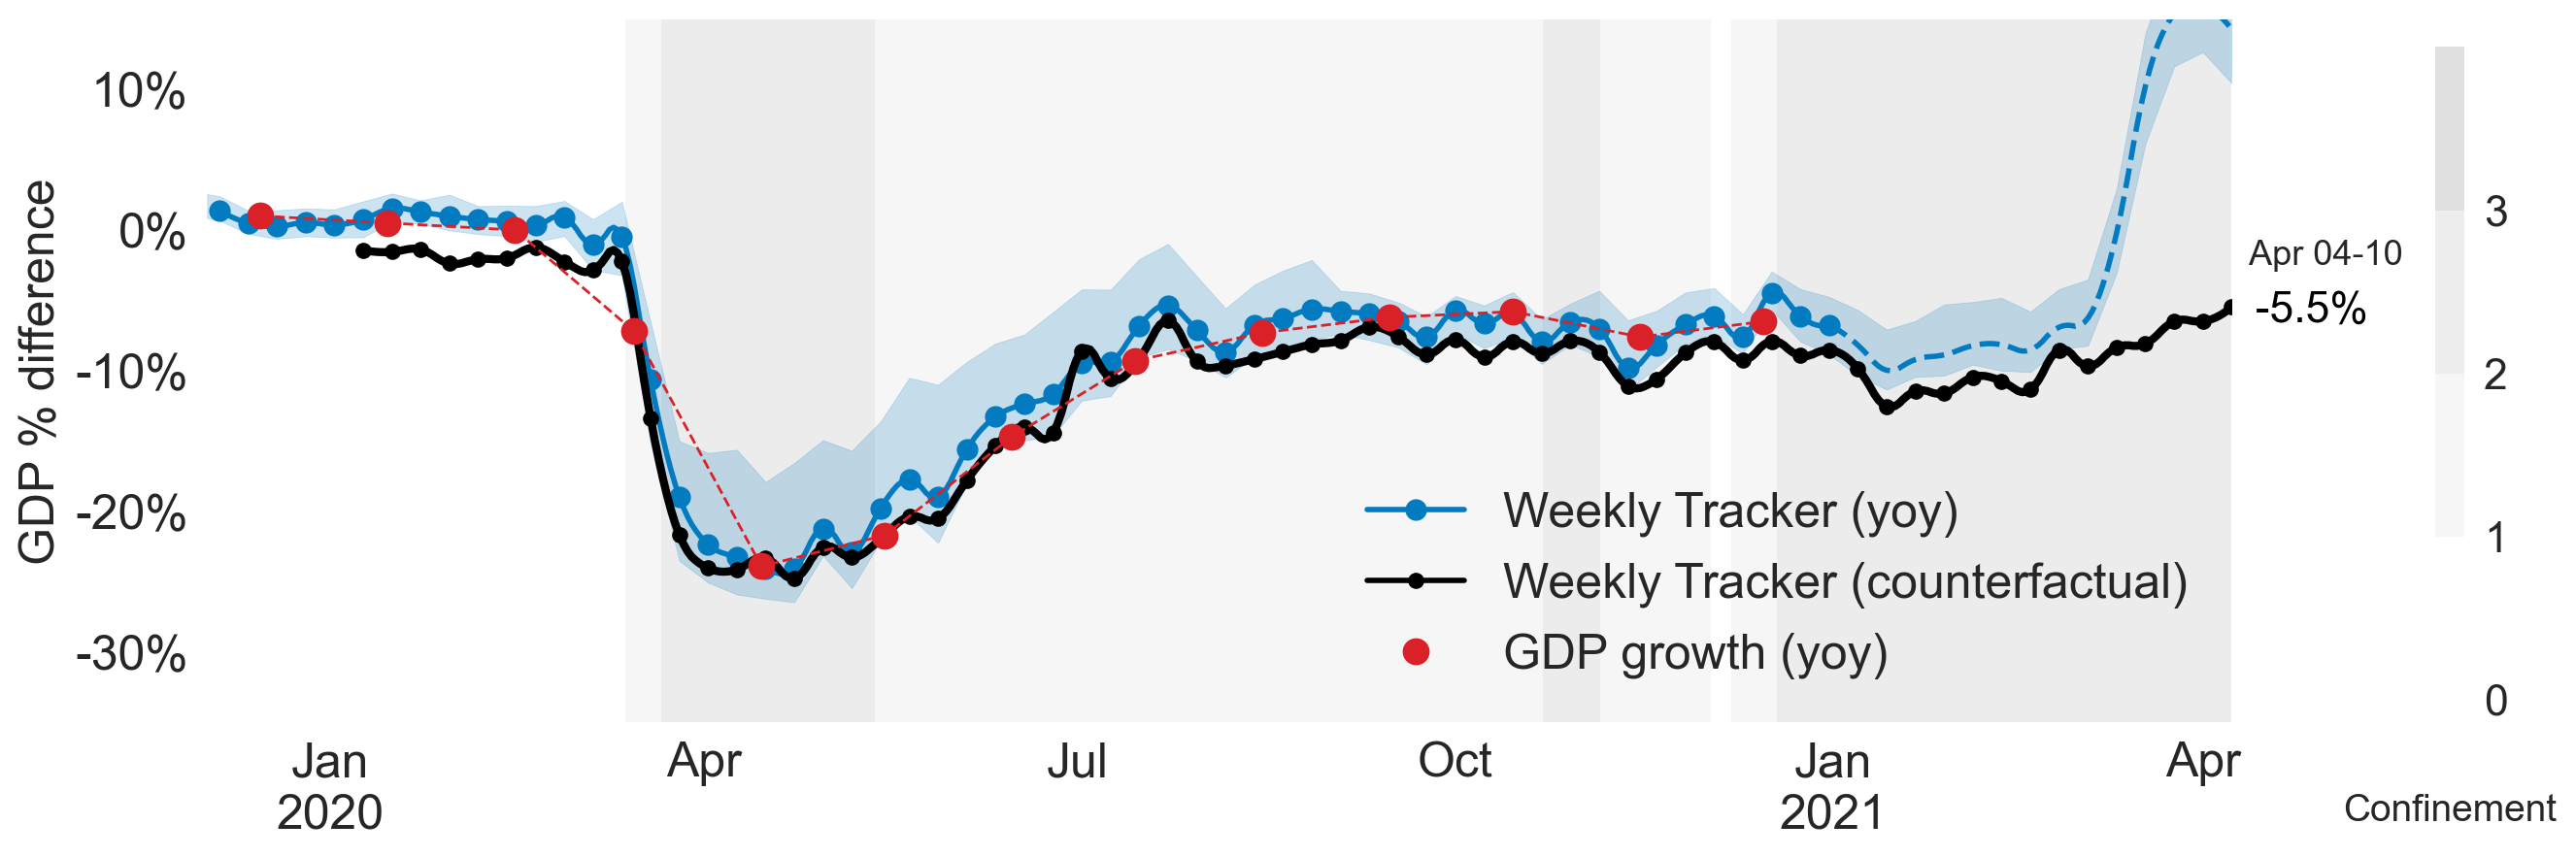 GDP % difference
10%
0%
-10%
-20%
-30%
Jan
2020
Apr
Jul
Oct
Jan
2021
Apr
Weekly Tracker (yoy)
Weekly Tracker (counterfactual)
GDP growth (yoy)
Apr 04-10
-5.5%
3
2
1
0
Confinement